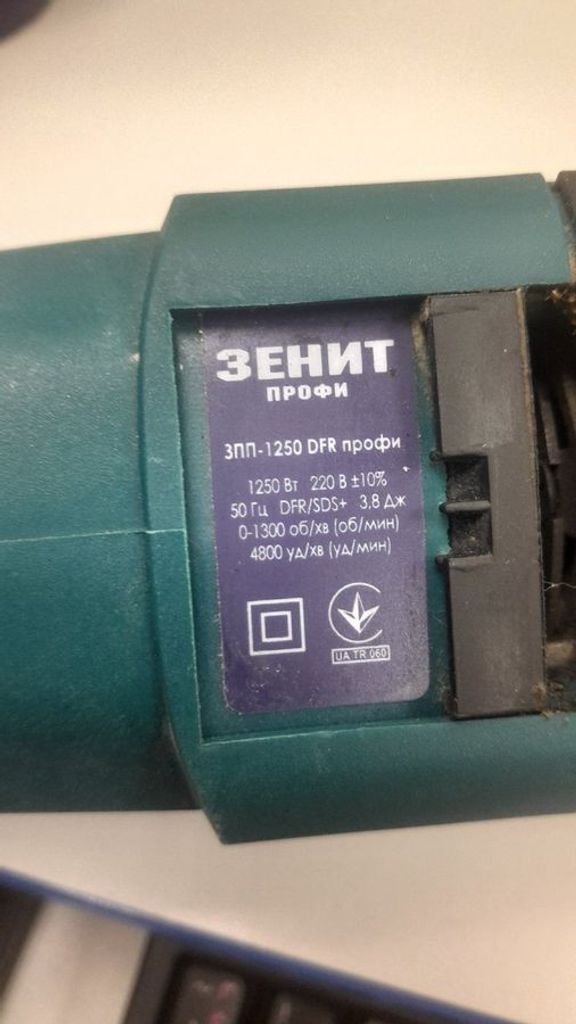 ЗЕНИТ
ПРОФИ
ЗПП-1250 DFR профи
1250 Вт 220 В ±10%
50 Гц DFR/SDS+ 3,8 Дж
0-1300 об/хв (об/мин)
4800 уд/хв (уд/мин)
UA TR 060